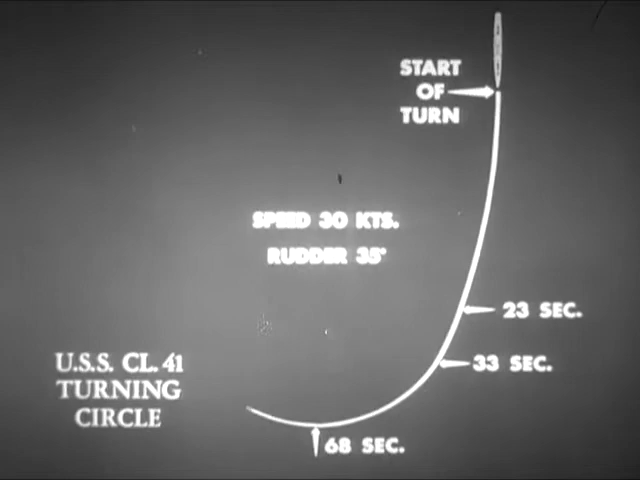 START
OF
TURN
SPEED 30 KTS.
RUDDER 35°
23 SEC.
33 SEC.
68 SEC.
U.S.S. CL. 41
TURNING
CIRCLE